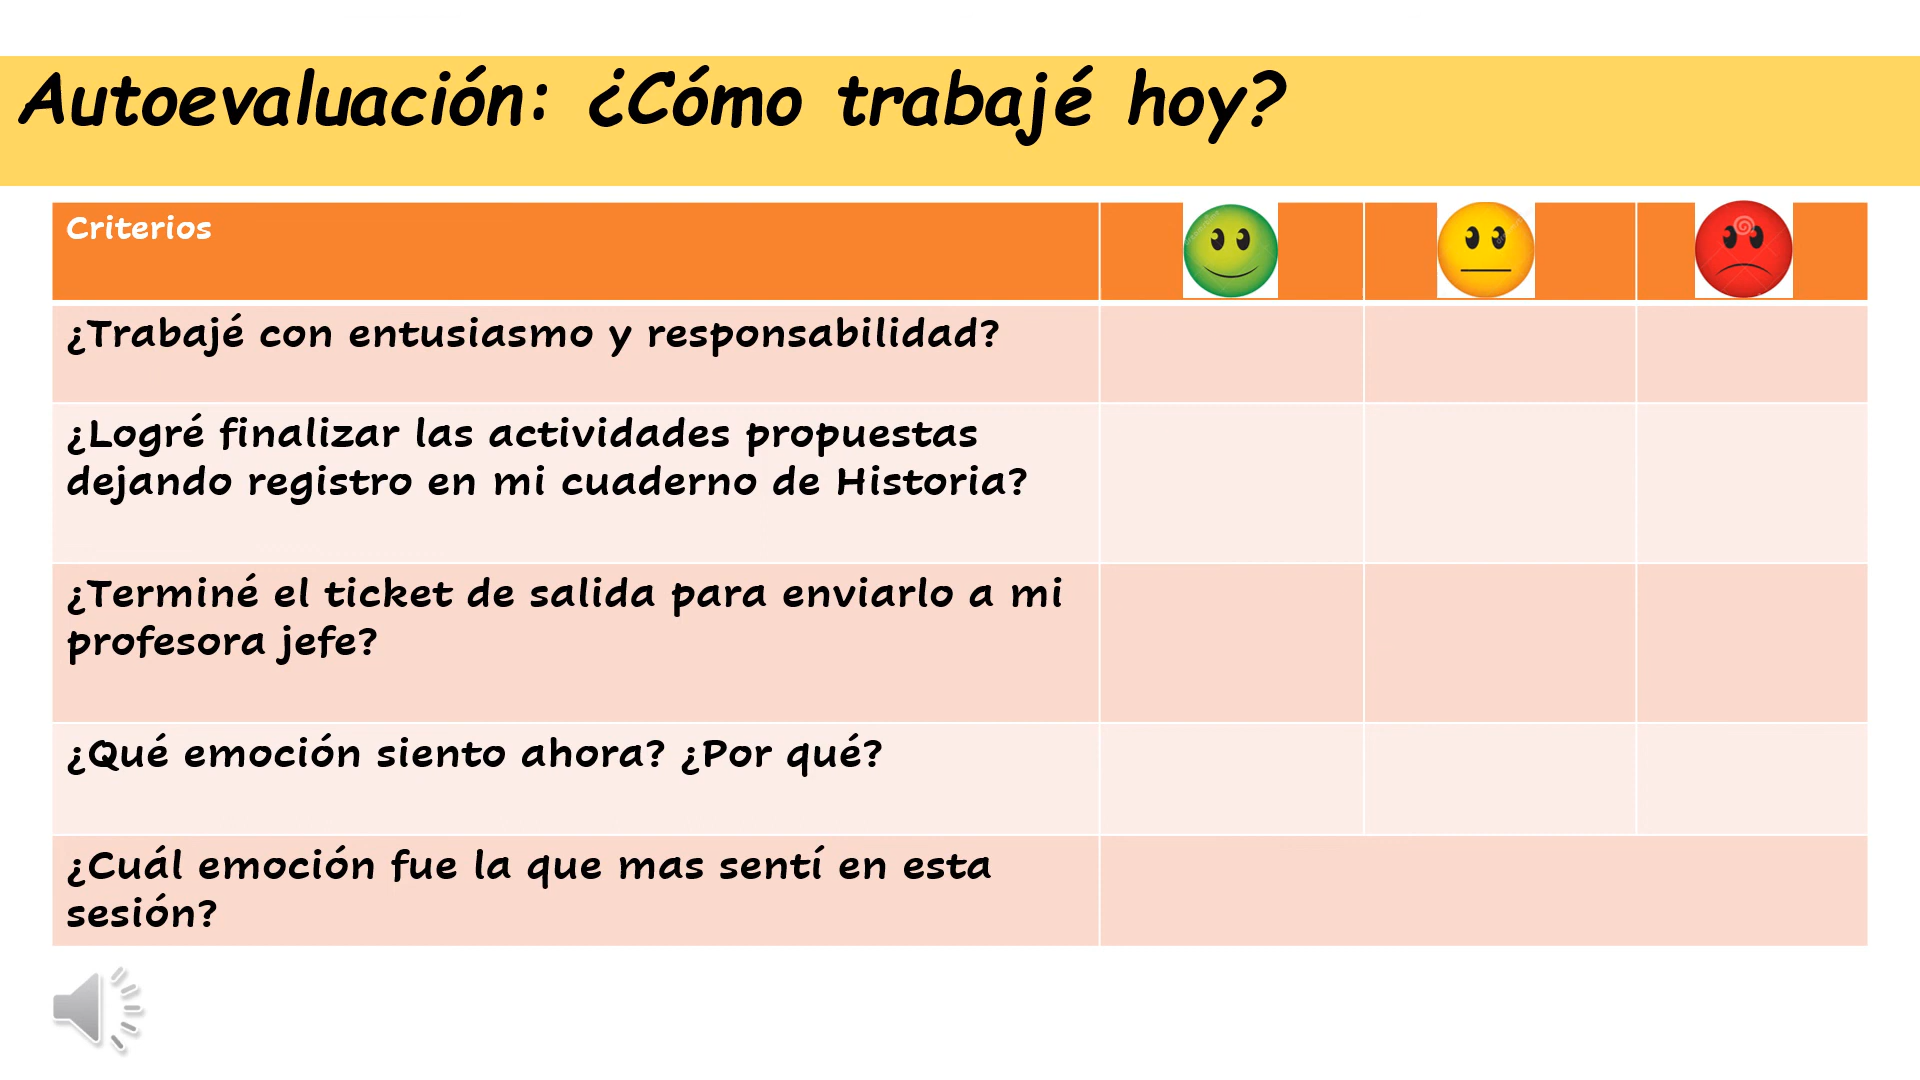 Autoevaluación: ¿Cómo trabajé hoy?
Criterios
¿Trabajé con entusiasmo y responsabilidad?
¿Logré finalizar las actividades propuestas
dejando registro en mi cuaderno de Historia?
¿Terminé el ticket de salida para enviarlo a mi
profesora jefe?
¿Qué emoción siento ahora? ¿Por qué?
¿Cuál emoción fue la que mas sentí en esta
sesión?